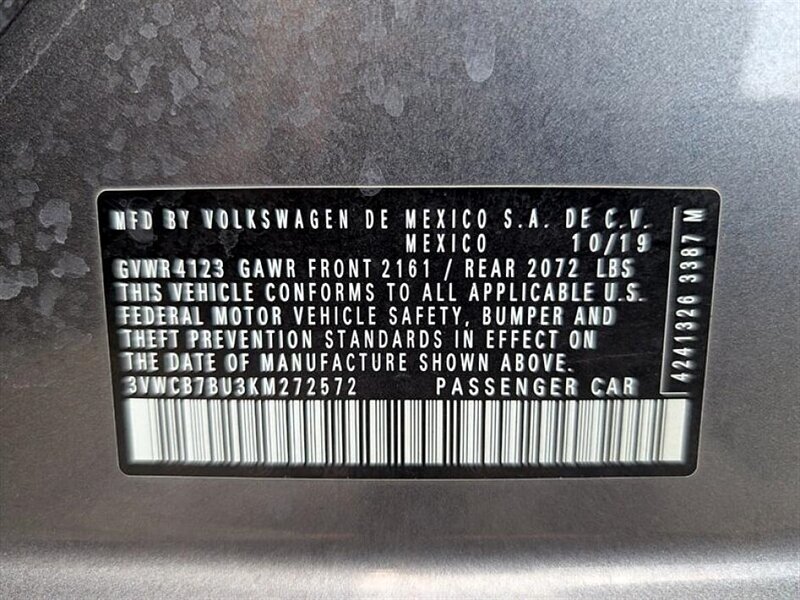 MFD BY VOLKSWAGEN DE MEXICO S.A. DE C.V.
MEXICO 10/19
GVWR4123 GAWR FRONT 2161 / REAR 2072 LBS
THIS VEHICLE CONFORMS TO ALL APPLICABLE U.S.
FEDERAL MOTOR VEHICLE SAFETY, BUMPER AND
THEFT PREVENTION STANDARDS IN EFFECT ON
THE DATE OF MANUFACTURE SHOWN ABOVE.
3VWCB7BU3KM272572 PASSENGER CAR
4241326 3387 M